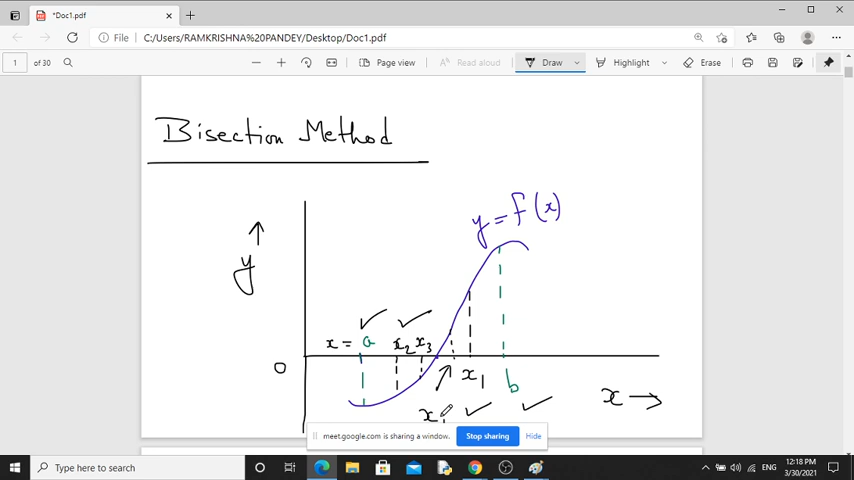 *Doc1.pdf
File
C:/Users/RAMKRISHNA%20PANDEY/Desktop/Doc1.pdf
1 of 30
Page view
Read aloud
Draw
Highlight
Erase
Bisection Method
y = f(x)
y
x = a x2 x3
0
x1
b
x
x
meet.google.com is sharing a window.
Stop sharing
Hide
Type here to search
ENG
12:18 PM
3/30/2021